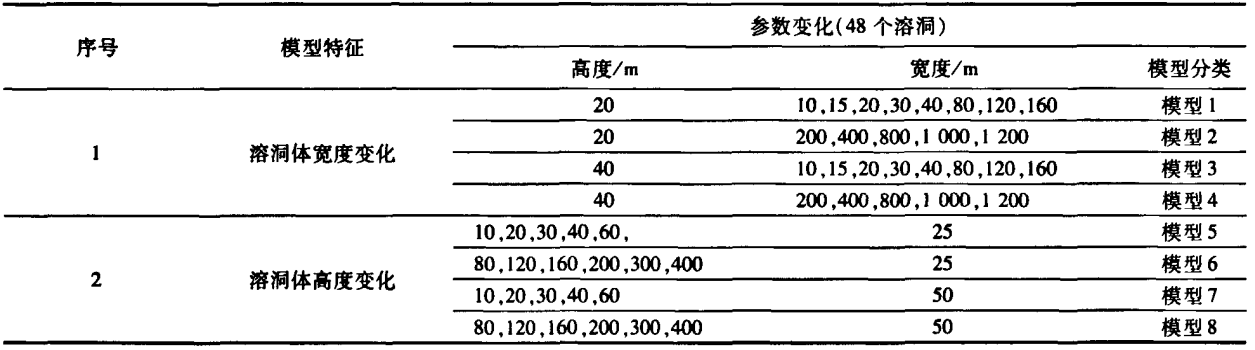 序号 模型特征 参数变化(48 个溶洞)
高度/m 宽度/m 模型分类
20 10,15,20,30,40,80,120,160 模型 1
20 200,400,800,1 000,1 200 模型 2
1 溶洞体宽度变化
40 10,15,20,30,40,80,120,160 模型 3
40 200,400,800,1 000,1 200 模型 4
10,20,30,40,60, 25 模型 5
80,120,160,200,300,400 25 模型 6
2 溶洞体高度变化
10,20,30,40,60 50 模型 7
80,120,160,200,300,400 50 模型 8